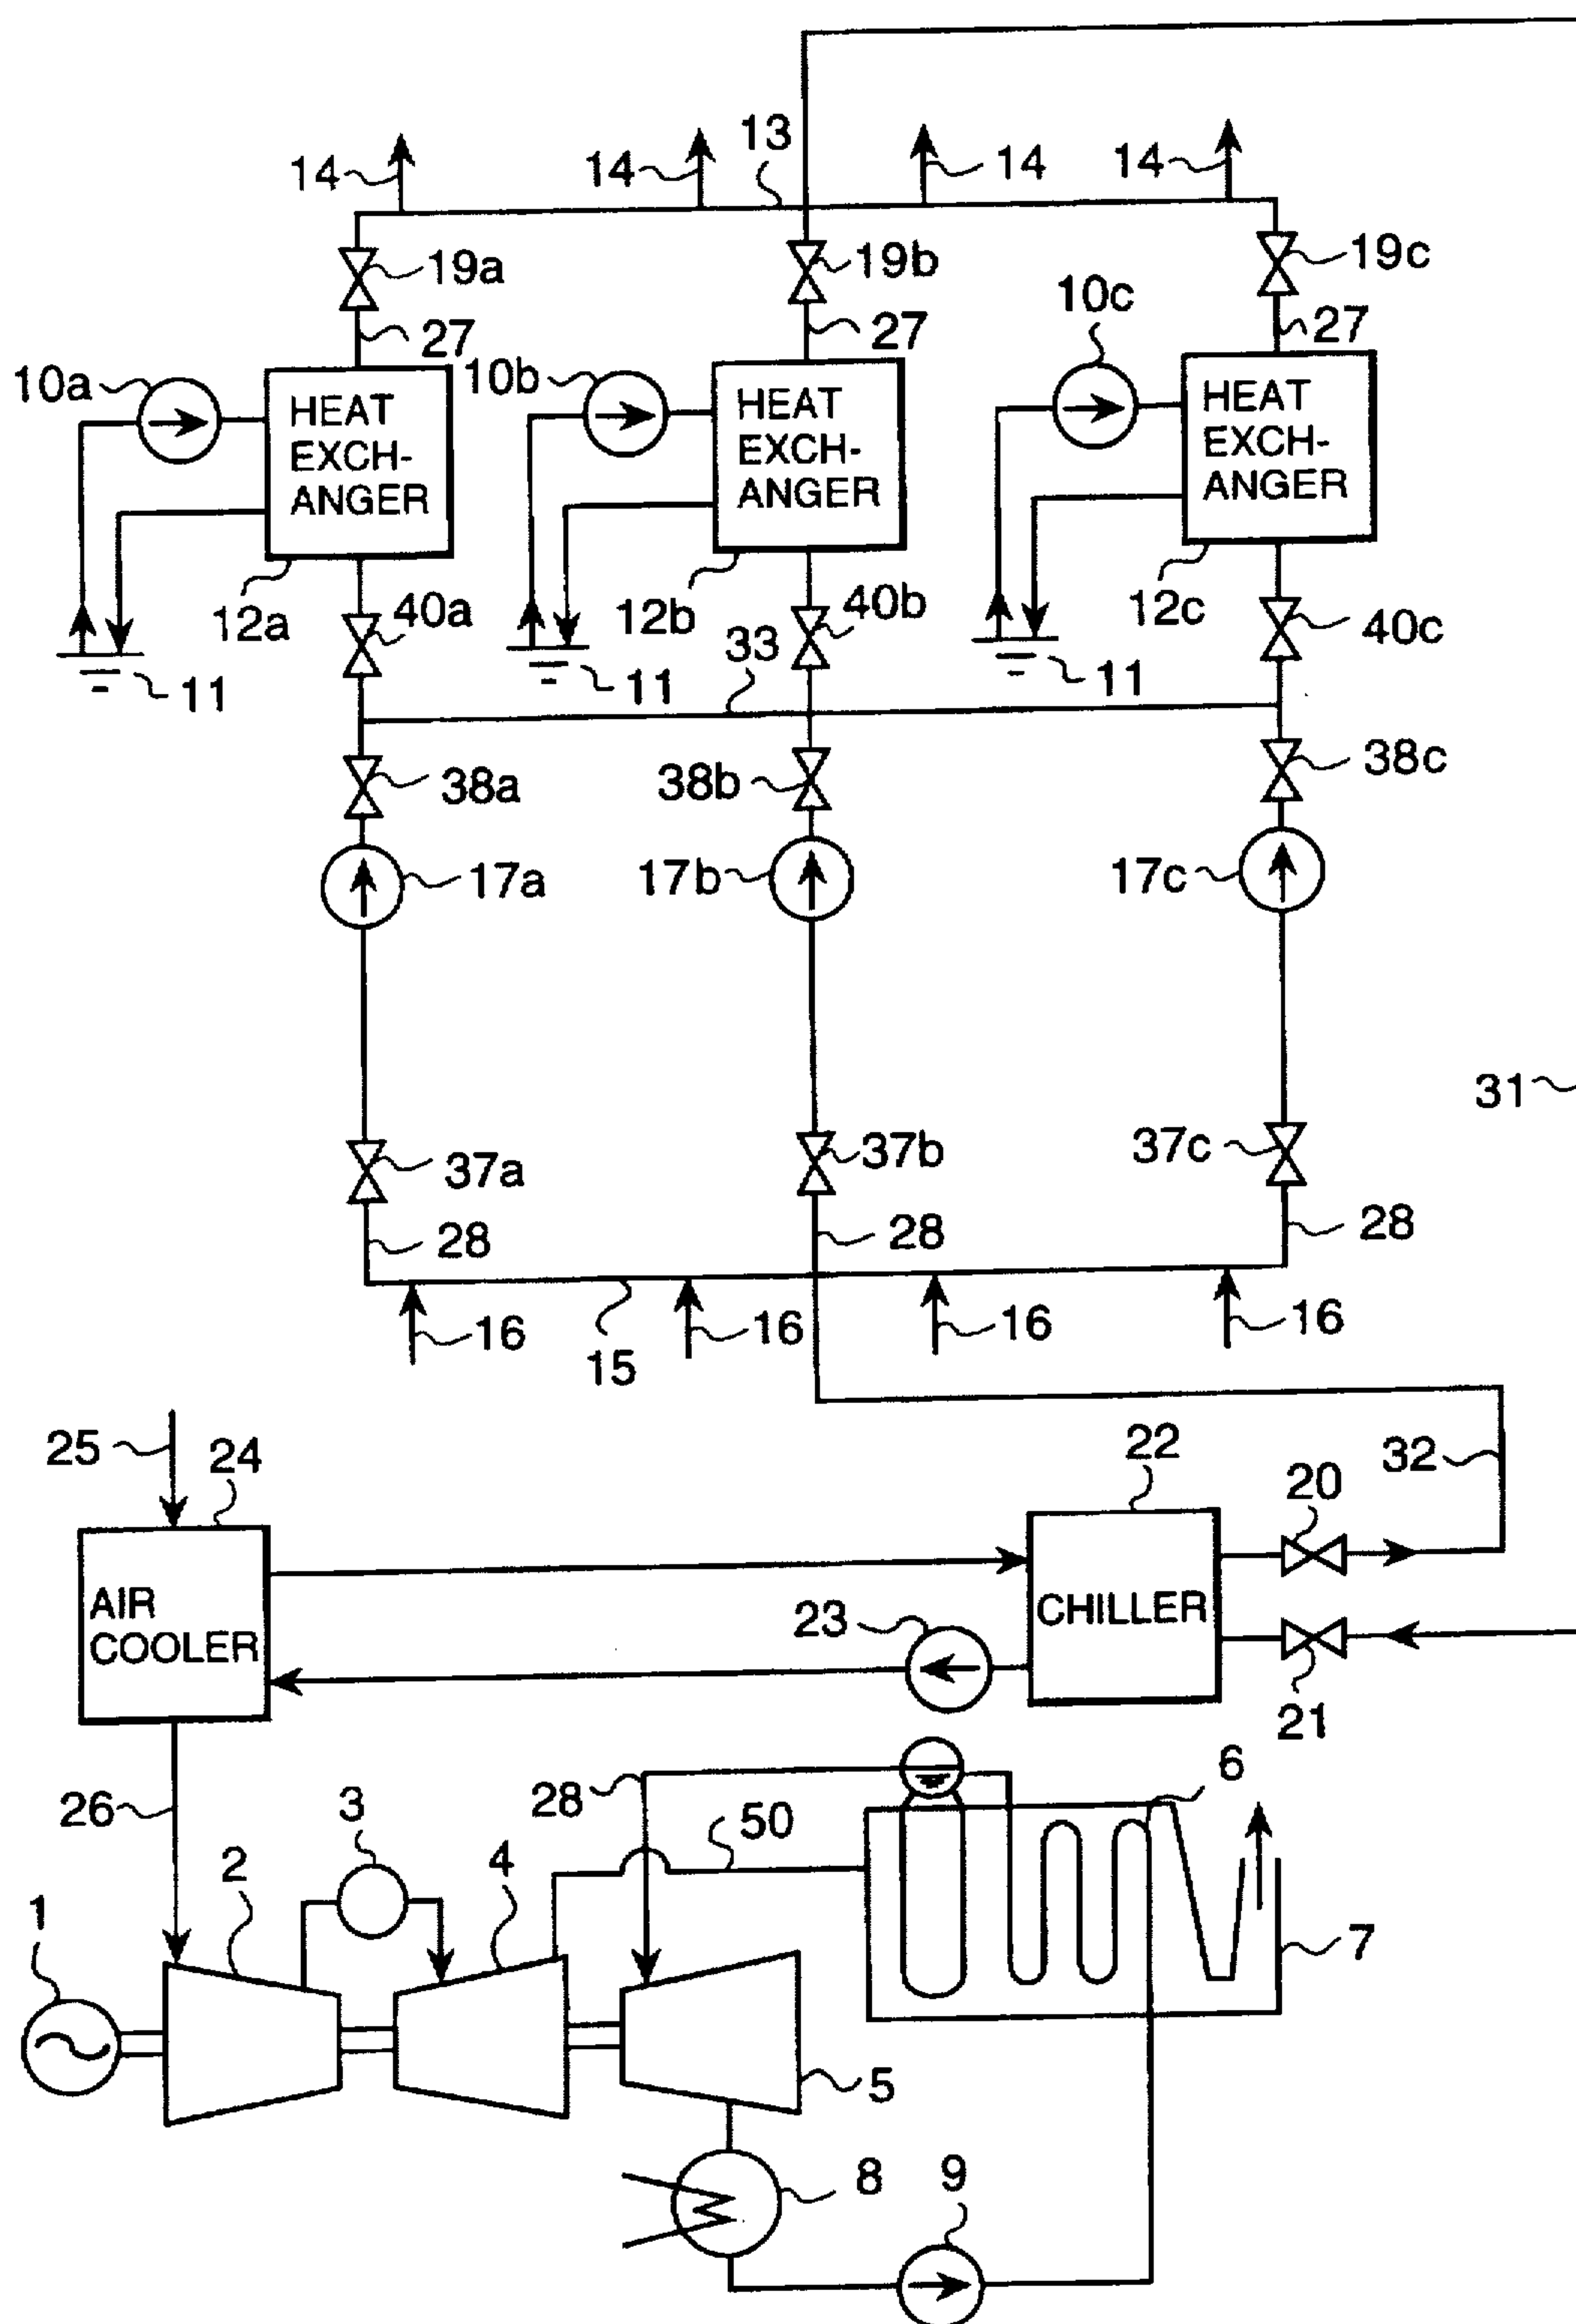 13
14
14
14
14
19a
19b
19c
10c
27
27
27
10a
10b
HEAT
EXCH-
ANGER
HEAT
EXCH-
ANGER
HEAT
EXCH-
ANGER
12a
40a
12b
40b
12c
40c
33
11
11
11
38a
38b
38c
17a
17b
17c
31
37a
37b
37c
28
28
28
16
16
16
16
15
25
24
22
32
20
AIR
COOLER
CHILLER
23
21
28
6
26
3
50
2
4
1
7
5
8
9